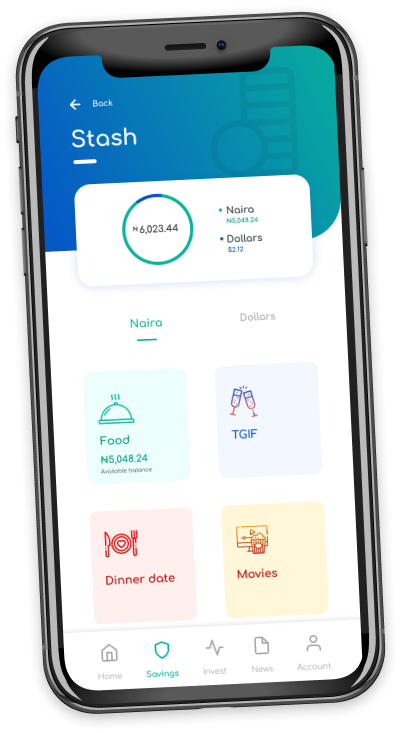 Back
Stash
₦6,023.44
Naira
₦5,048.24
Dollars
$2.12
Naira
Dollars
Food
₦5,048.24
Available balance
TGIF
Dinner date
Movies
Home
Savings
Invest
News
Account